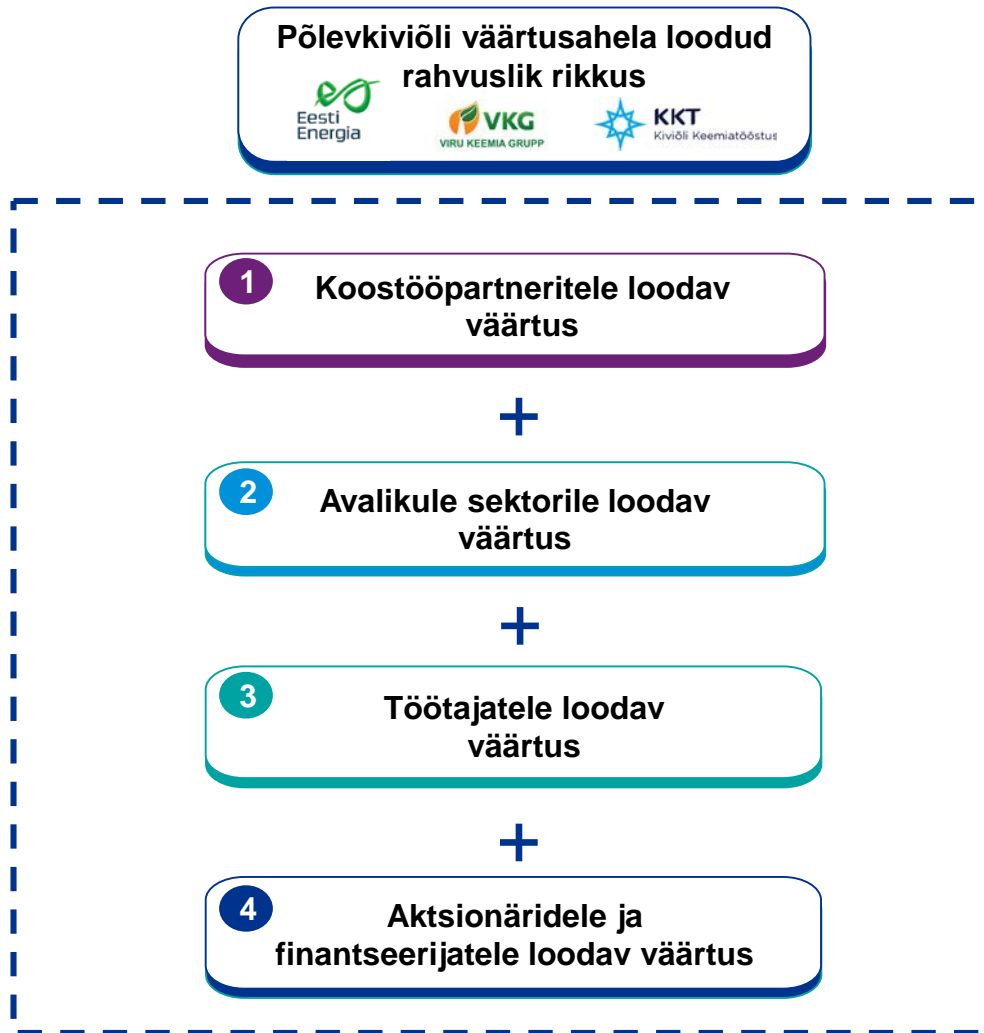 Põlevkiviõli väärtusahela loodud
rahvuslik rikkus
Eesti
Energia
VKG
VIRU KEEMIA GRUPP
KKT
Kiviõli Keemiatööstus
1
Koostööpartneritele loodav
väärtus
+
2
Avalikule sektorile loodav
väärtus
+
3
Töötajatele loodav
väärtus
+
4
Aktsionäridele ja
finantseerijatele loodav väärtus